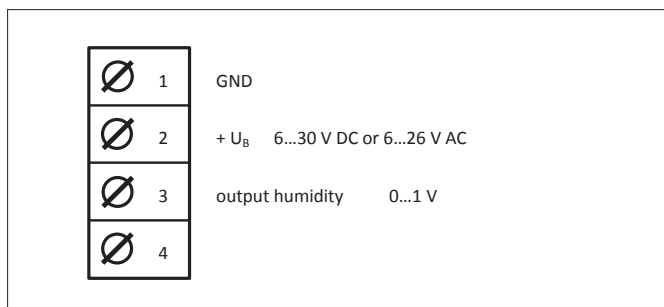 1 GND
2 + U_B 6...30 V DC or 6...26 V AC
3 output humidity 0...1 V
4